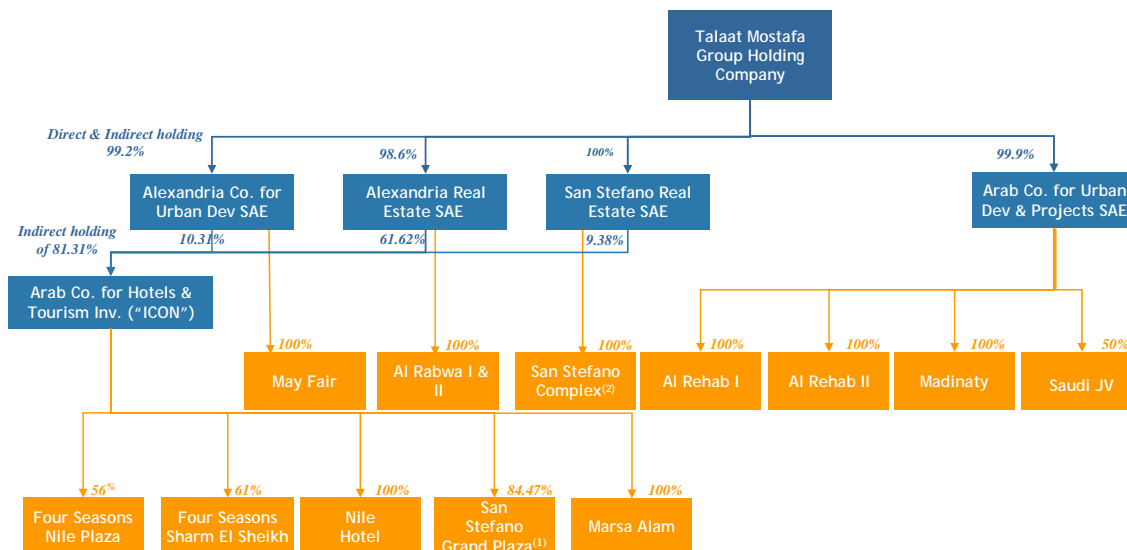 Talaat Mostafa
Group Holding
Company
Direct & Indirect holding
99.2%
98.6%
100%
99.9%
Alexandria Co. for
Urban Dev SAE
Alexandria Real
Estate SAE
San Stefano Real
Estate SAE
Arab Co. for Urban
Dev & Projects SAE
Indirect holding
of 81.31%
10.31%
61.62%
9.38%
Arab Co. for Hotels &
Tourism Inv. ("ICON")
100%
100%
100%
100%
100%
100%
50%
May Fair
Al Rabwa I &
II
San Stefano
Complex(2)
Al Rehab I
Al Rehab II
Madinaty
Saudi JV
56%
61%
100%
84.47%
100%
Four Seasons
Nile Plaza
Four Seasons
Sharm El Sheikh
Nile
Hotel
San
Stefano
Grand Plaza(1)
Marsa Alam